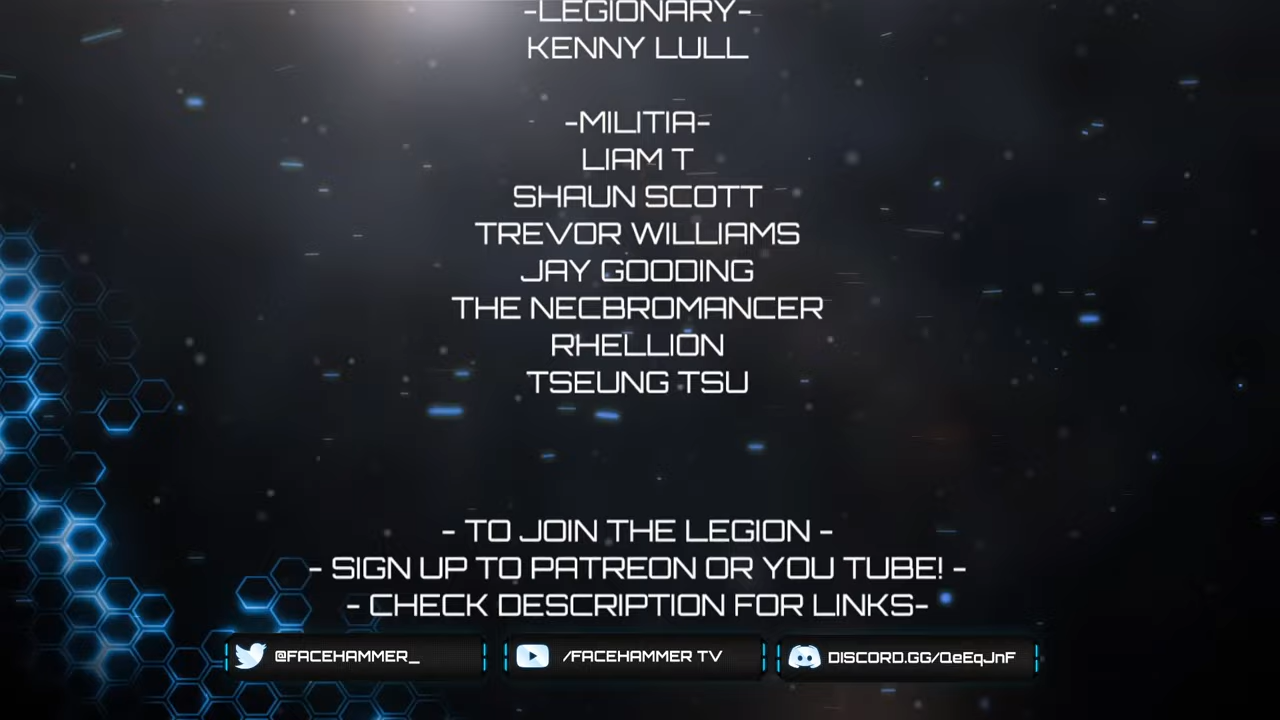 -LEGIONARY-
KENNY LULL
-MILITIA-
LIAM T
SHAUN SCOTT
TREVOR WILLIAMS
JAY GOODING
THE NECBROMANCER
RHELLION
TSEUNG TSU
- TO JOIN THE LEGION -
- SIGN UP TO PATREON OR YOU TUBE! -
- CHECK DESCRIPTION FOR LINKS-
@FACEHAMMER_
/FACEHAMMER TV
DISCORD.GG/QeEqJnF